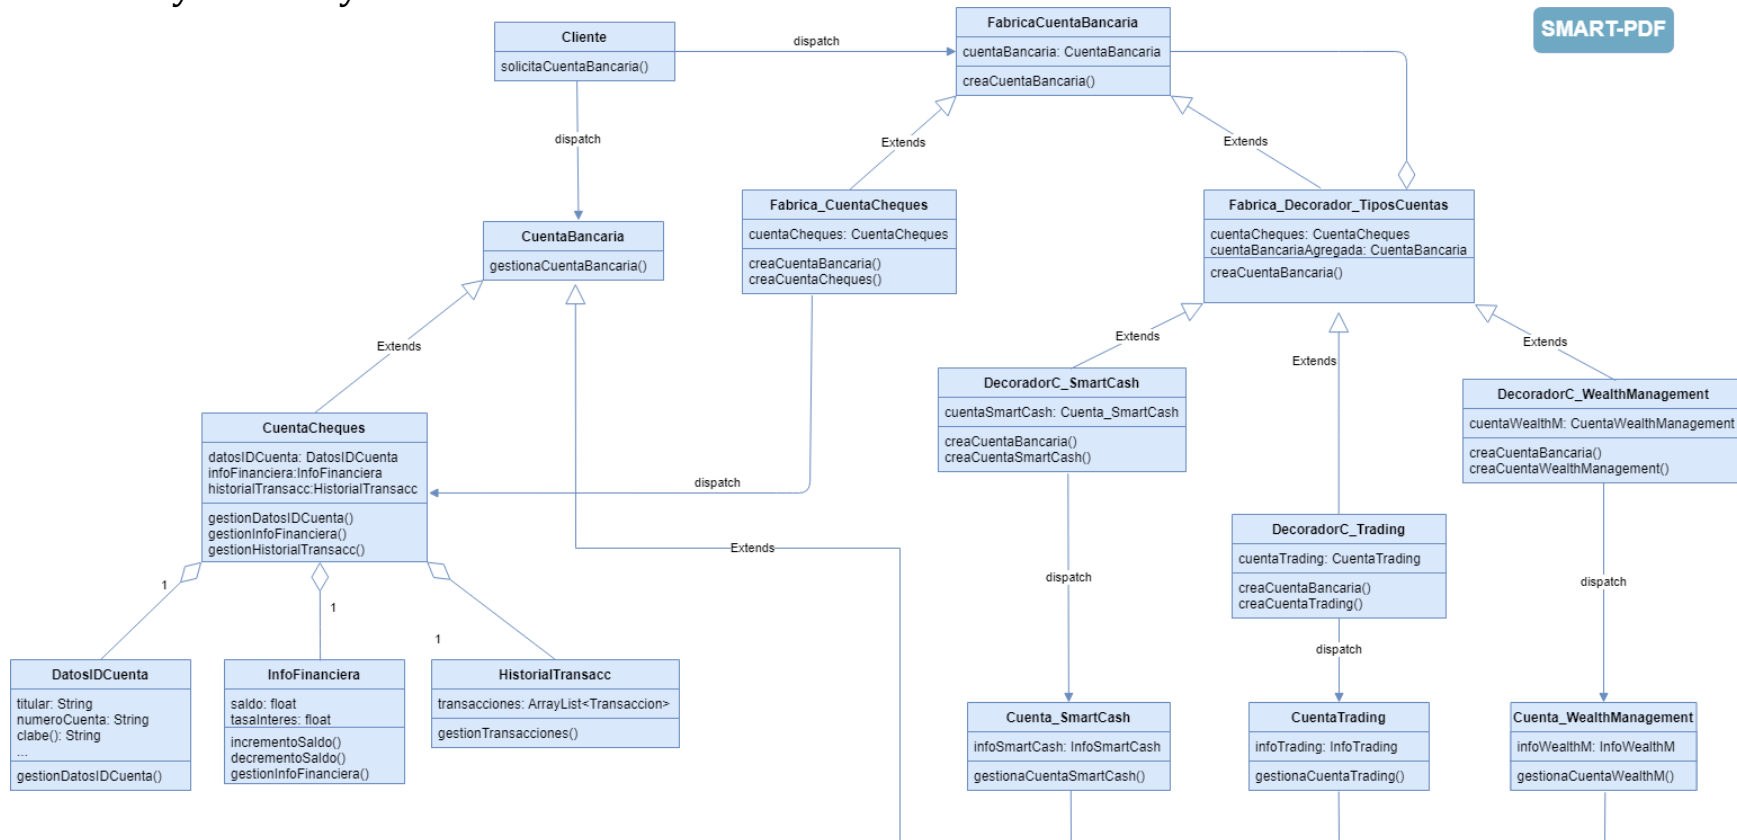 SMART-PDF
Cliente
solicitaCuentaBancaria()
dispatch
FabricaCuentaBancaria
cuentaBancaria: CuentaBancaria
creaCuentaBancaria()
dispatch
Extends
Extends
CuentaBancaria
gestionaCuentaBancaria()
Fabrica_CuentaCheques
cuentaCheques: CuentaCheques
creaCuentaBancaria()
creaCuentaCheques()
Fabrica_Decorador_TiposCuentas
cuentaCheques: CuentaCheques
cuentaBancariaAgregada: CuentaBancaria
creaCuentaBancaria()
Extends
Extends
Extends
Extends
DecoradorC_SmartCash
cuentaSmartCash: Cuenta_SmartCash
creaCuentaBancaria()
creaCuentaSmartCash()
DecoradorC_WealthManagement
cuentaWealthM: CuentaWealthManagement
creaCuentaBancaria()
creaCuentaWealthManagement()
CuentaCheques
datosIDCuenta: DatosIDCuenta
infoFinanciera:InfoFinanciera
historialTransacc:HistorialTransacc
gestionDatosIDCuenta()
gestionInfoFinanciera()
gestionHistorialTransacc()
dispatch
Extends
DecoradorC_Trading
cuentaTrading: CuentaTrading
creaCuentaBancaria()
creaCuentaTrading()
dispatch
dispatch
dispatch
1
1
1
DatosIDCuenta
titular: String
numeroCuenta: String
clabe(): String
...
gestionDatosIDCuenta()
InfoFinanciera
saldo: float
tasaInteres: float
incrementoSaldo()
decrementoSaldo()
gestionInfoFinanciera()
HistorialTransacc
transacciones: ArrayList<Transaccion>
gestionTransacciones()
Cuenta_SmartCash
infoSmartCash: InfoSmartCash
gestionaCuentaSmartCash()
CuentaTrading
infoTrading: InfoTrading
gestionaCuentaTrading()
Cuenta_WealthManagement
infoWealthM: InfoWealthM
gestionaCuentaWealthM()